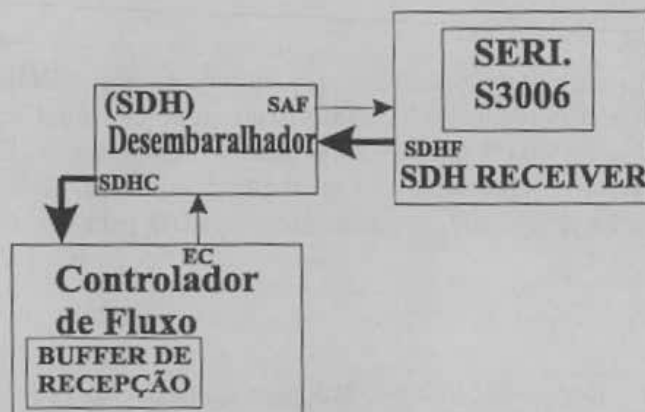 SERI.
S3006
(SDH)
SAF
Desembaralhador
SDHF
SDH RECEIVER
SDHC
EC
Controlador
de Fluxo
BUFFER DE
RECEPÇÃO